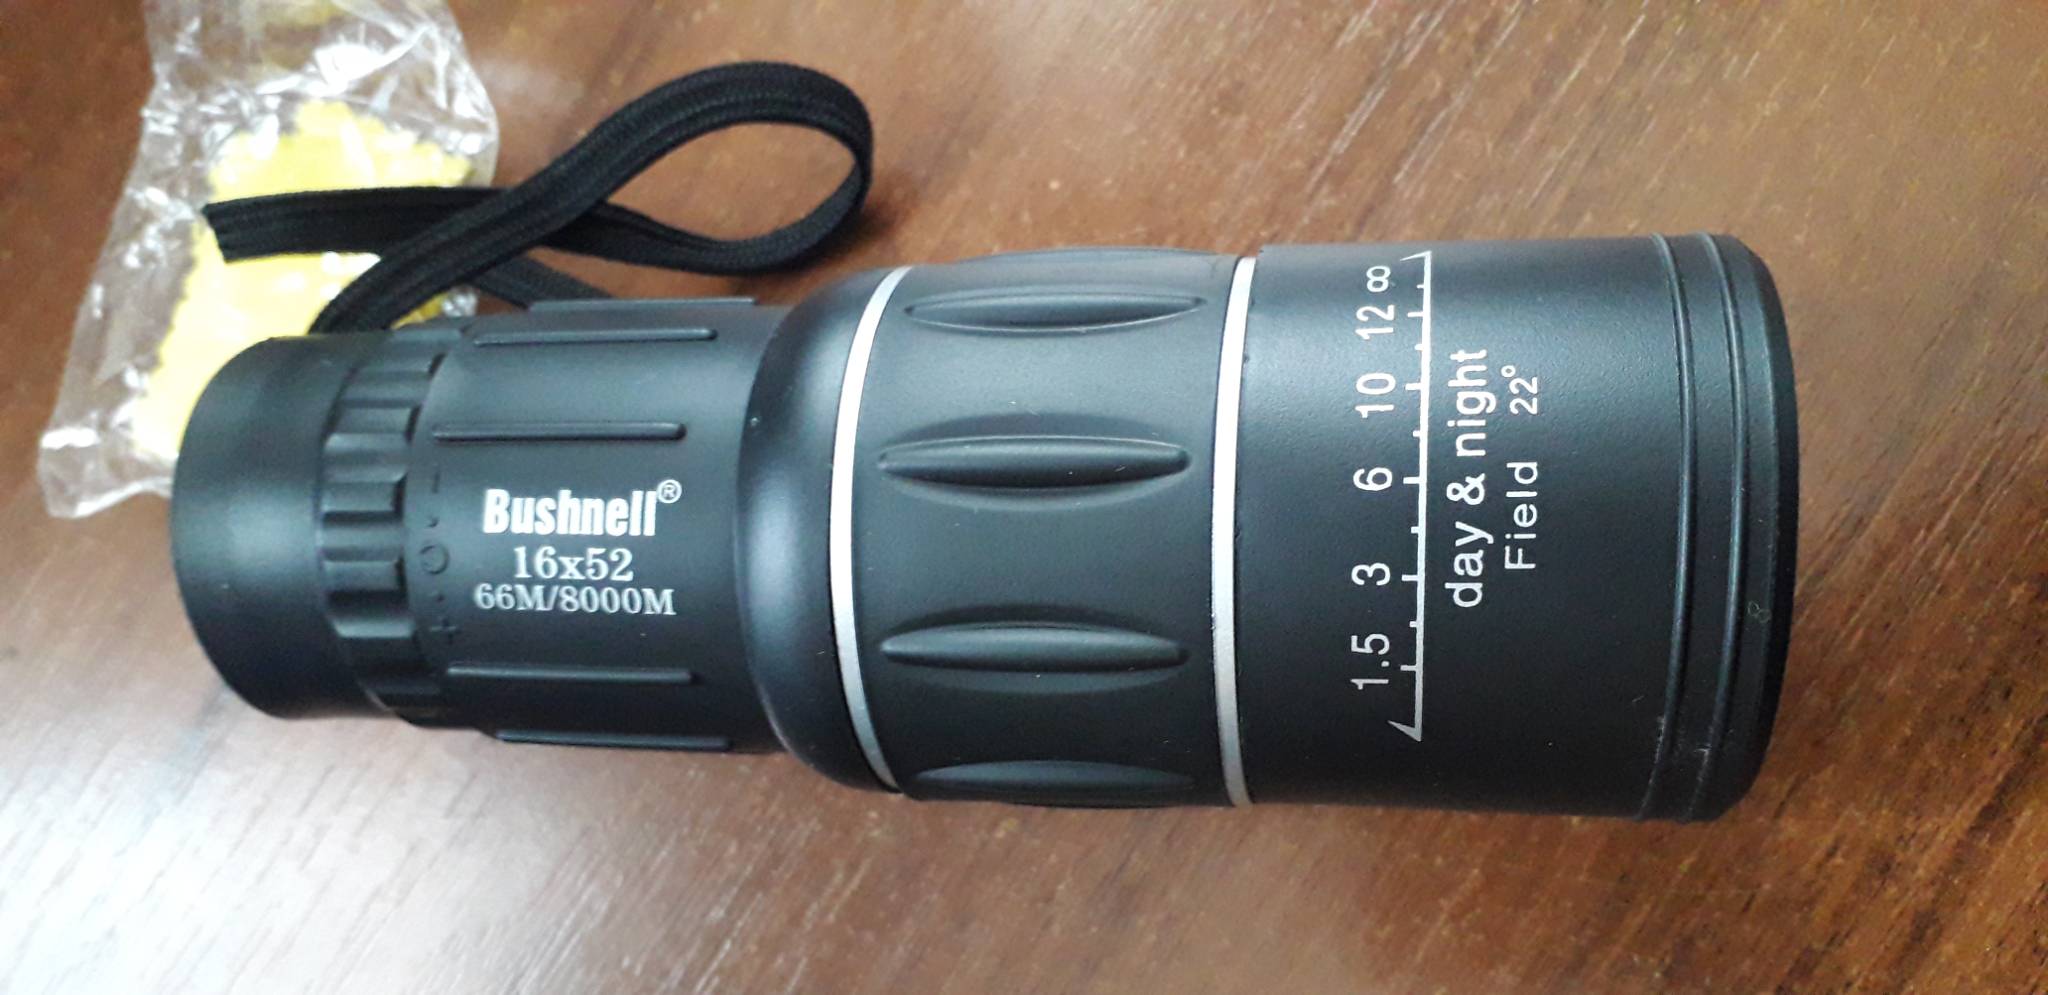 Bushnell®
16x52
66M/8000M
- · O · +
1.5 3 6 10 12 ∞
day & night
Field 22°